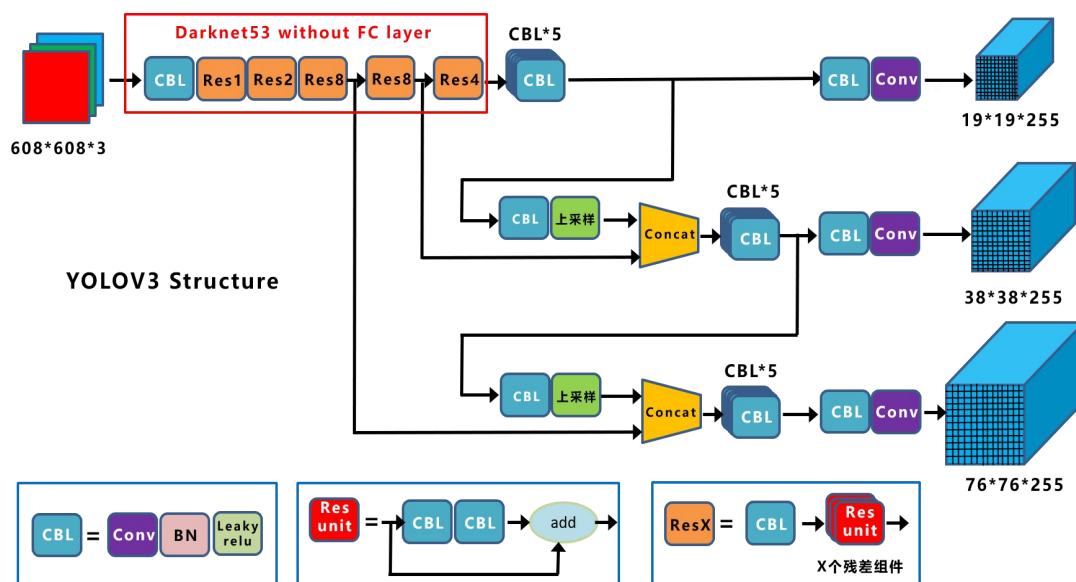 Darknet53 without FC layer
CBL*5
CBL
Res1
Res2
Res8
Res8
Res4
CBL
CBL
Conv
608*608*3
19*19*255
CBL*5
CBL
上采样
Concat
CBL
CBL
Conv
YOLOV3 Structure
38*38*255
CBL*5
CBL
上采样
Concat
CBL
CBL
Conv
76*76*255
CBL
=
Conv
BN
Leaky
relu
Res
unit
=
CBL
CBL
add
ResX
=
CBL
Res
unit
X个残差组件